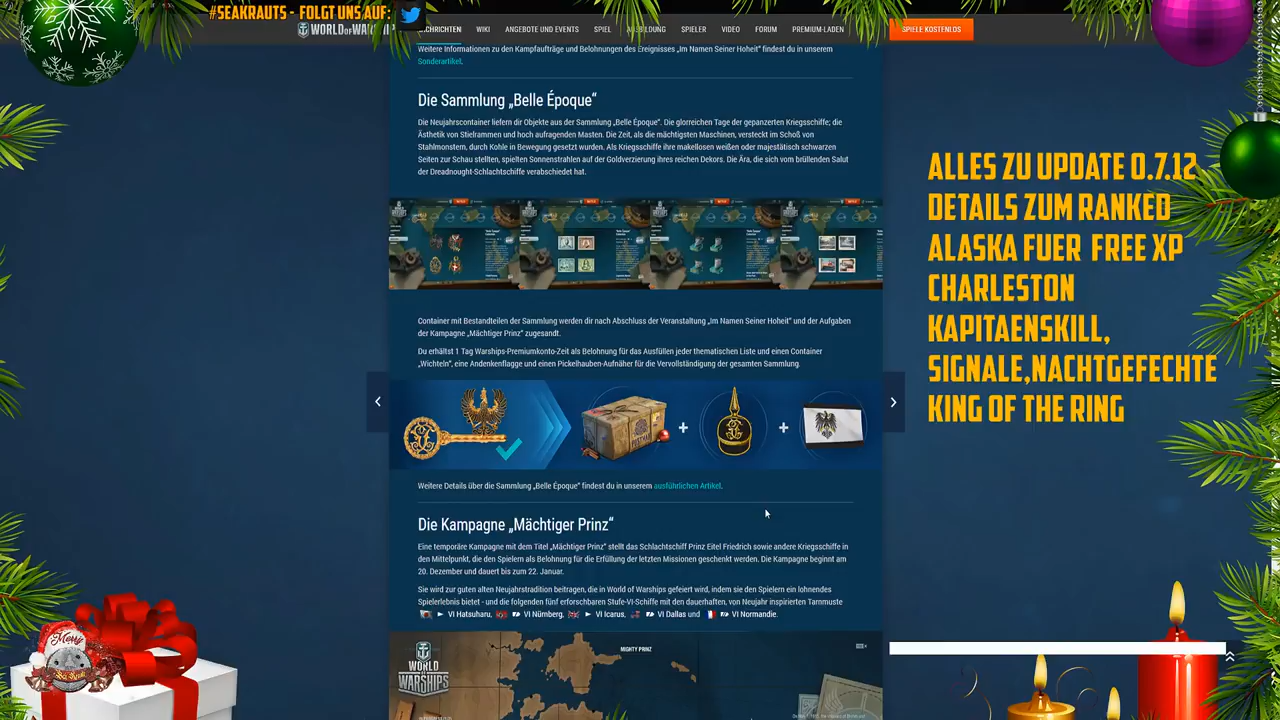 #SEAKRAUTS - FOLGT UNS AUF:
WORLD OF WARSHI
CHRICHTEN WIKI ANGEBOTE UND EVENTS SPIEL AUSBILDUNG SPIELER VIDEO FORUM PREMIUM-LADEN SPIELE KOSTENLOS
Weitere Informationen zu den Kampfaufträge und Belohnungen des Ereignisses „Im Namen Seiner Hoheit“ findest du in unserem
Sonderartikel.
Die Sammlung „Belle Époque“
Die Neujahrscontainer liefern dir Objekte aus der Sammlung „Belle Époque“. Die glorreichen Tage der gepanzerten Kriegsschiffe; die
Ästhetik von Stielrammen und hoch aufragenden Masten. Die Zeit, als die mächtigsten Maschinen, versteckt im Schoß von
Stahlmonstern, durch Kohle in Bewegung gesetzt wurden. Als Kriegsschiffe ihre makellosen weißen oder majestätisch schwarzen
Seiten zur Schau stellten, spielten Sonnenstrahlen auf der Goldverzierung ihres reichen Dekors. Die Ära, die sich vom brüllenden Salut
der Dreadnought-Schlachtschiffe verabschiedet hat.
Container mit Bestandteilen der Sammlung werden dir nach Abschluss der Veranstaltung „Im Namen Seiner Hoheit“ und der Aufgaben
der Kampagne „Mächtiger Prinz“ zugesandt.
Du erhältst 1 Tag Warships-Premiumkonto-Zeit als Belohnung für das Ausfüllen jeder thematischen Liste und einen Container
„Wichteln“, eine Andenkenflagge und einen Pickelhauben-Aufnäher für die Vervollständigung der gesamten Sammlung.
Weitere Details über die Sammlung „Belle Époque“ findest du in unserem ausführlichen Artikel.
Die Kampagne „Mächtiger Prinz“
Eine temporäre Kampagne mit dem Titel „Mächtiger Prinz“ stellt das Schlachtschiff Prinz Eitel Friedrich sowie andere Kriegsschiffe in
den Mittelpunkt, die den Spielern als Belohnung für die Erfüllung der letzten Missionen geschenkt werden. Die Kampagne beginnt am
20. Dezember und dauert bis zum 22. Januar.
Sie wird zur guten alten Neujahrstradition beitragen, die in World of Warships gefeiert wird, indem sie den Spielern ein lohnendes
Spielerlebnis bietet - und die folgenden fünf erforschbaren Stufe-VI-Schiffe mit den dauerhaften, von Neujahr inspirierten Tarnmuste
VI Hatsuharu, VI Nürnberg, VI Icarus, VI Dallas und VI Normandie.
WORLD OF WARSHIPS
MIGHTY PRINZ
ALLES ZU UPDATE 0.7.12
DETAILS ZUM RANKED
ALASKA FUER FREE XP
CHARLESTON
KAPITAENSKILL,
SIGNALE,NACHTGEFECHTE
KING OF THE RING
Merry